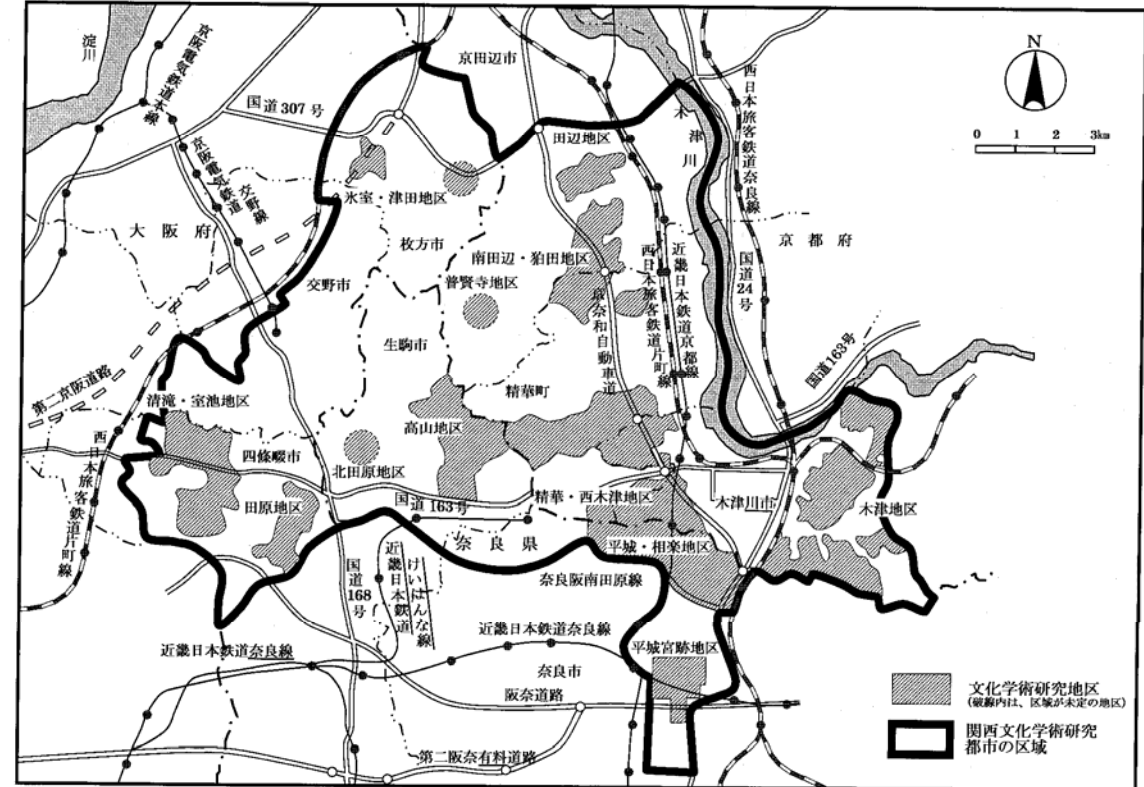 淀川
京阪電気鉄道本線
国道307号
京田辺市
西日本旅客鉄道奈良線
N
0 1 2 3km
京阪電気鉄道
交野線
木津川
田辺地区
氷室・津田地区
大阪府
枚方市
南田辺・狛田地区
京都府
交野市
普賢寺地区
国道24号
近畿日本鉄道京都線
西日本旅客鉄道片町線
京奈和自動車道
生駒市
精華町
国道163号
第二京阪道路
清滝・室池地区
高山地区
西日本旅客鉄道片町線
四條畷市
北田原地区
田原地区
国道163号
精華・西木津地区
木津川市
木津地区
奈良県
平城・相楽地区
国道168号
近畿日本鉄道
けいはんな線
奈良阪南田原線
近畿日本鉄道奈良線
近畿日本鉄道奈良線
平城宮跡地区
奈良市
阪奈道路
第二阪奈有料道路
文化学術研究地区
(破線内は、区域が未定の地区)
関西文化学術研究
都市の区域